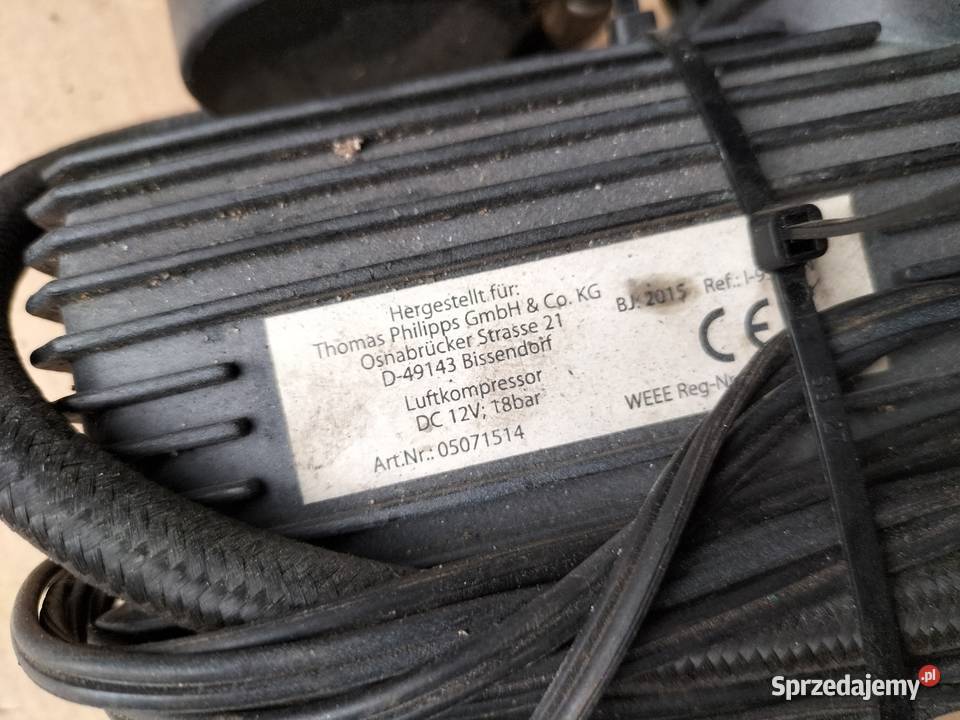 Hergestellt für:
Thomas Philipps GmbH & Co. KG
Osnabrücker Strasse 21
D-49143 Bissendorf
Luftkompressor
DC 12V; 18bar
Art.Nr.: 05071514
BJ: 2015 Ref.:
CE
WEEE
Sprzedajemy.pl